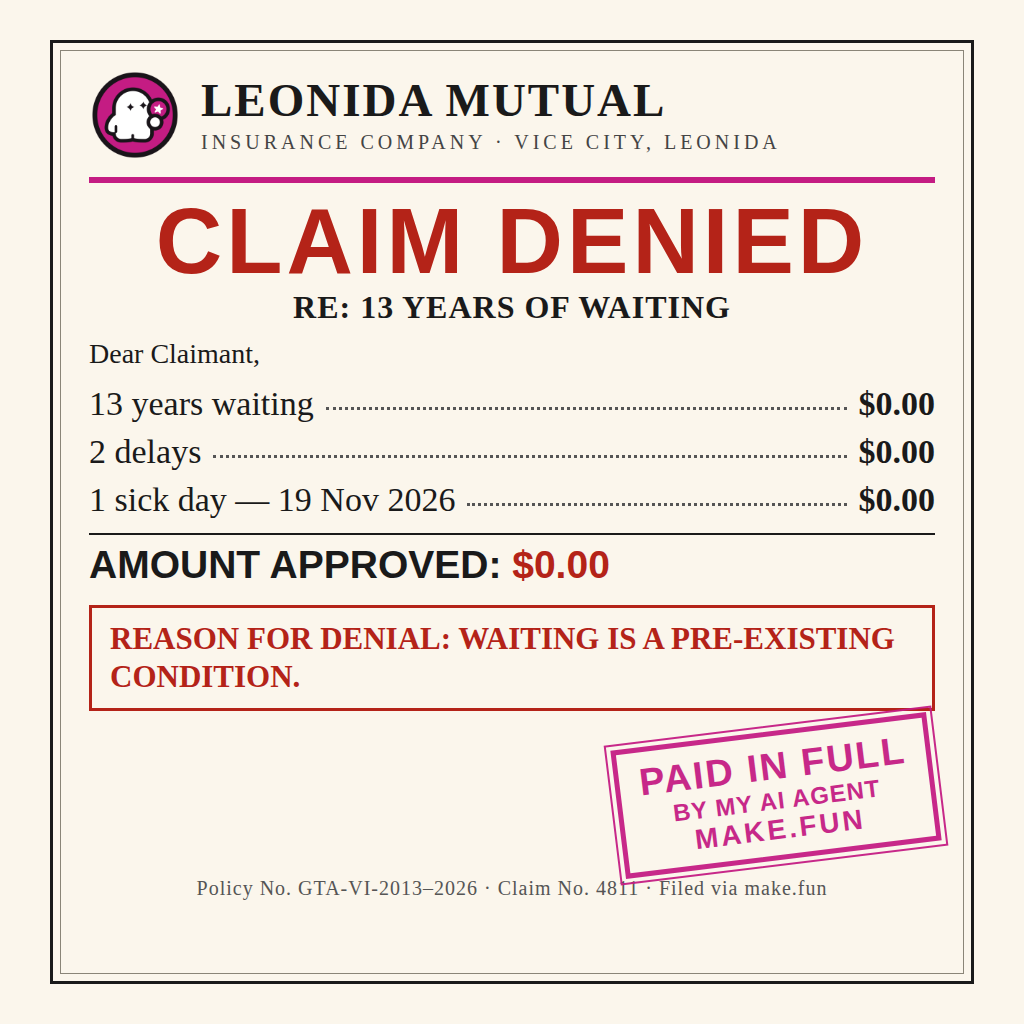 LEONIDA MUTUAL
INSURANCE COMPANY · VICE CITY, LEONIDA
CLAIM DENIED
RE: 13 YEARS OF WAITING
Dear Claimant,
13 years waiting $0.00
2 delays $0.00
1 sick day — 19 Nov 2026 $0.00
AMOUNT APPROVED: $0.00
REASON FOR DENIAL: WAITING IS A PRE-EXISTING
CONDITION.
PAID IN FULL
BY MY AI AGENT
MAKE.FUN
Policy No. GTA-VI-2013–2026 · Claim No. 4811 · Filed via make.fun